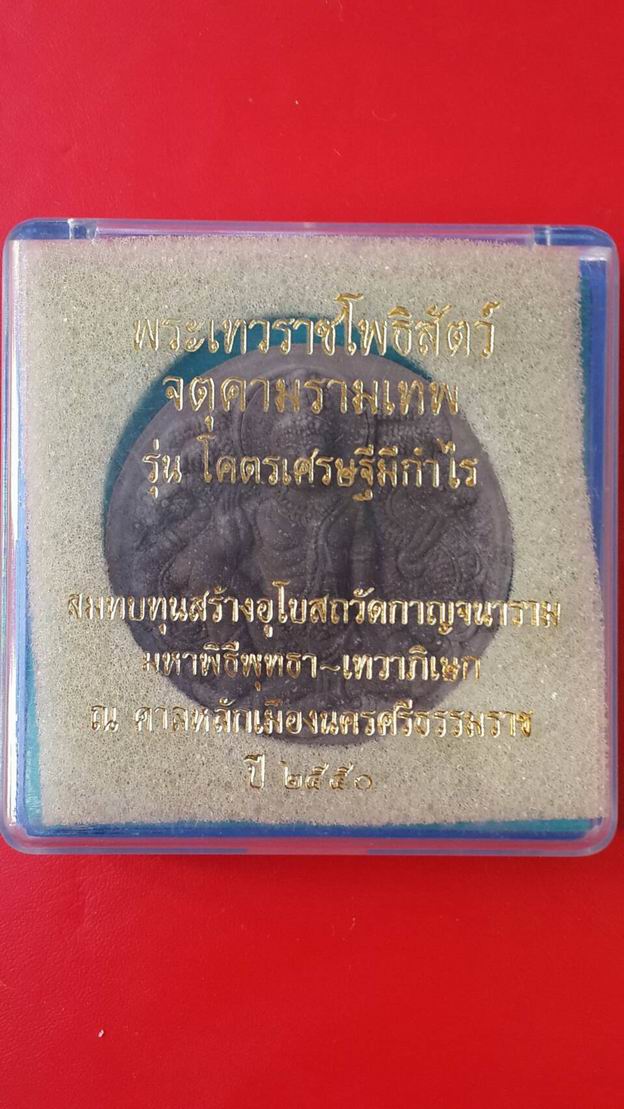 พระเทวราชโพธิสัตว์
จตุคามรามเทพ
รุ่น โคตรเศรษฐีมีกำไร
สมทบทุนสร้างอุโบสถวัดกาญจนาราม
มหาพิธีพุทธา~เทวาภิเษก
ณ ศาลหลักเมืองนครศรีธรรมราช
ปี ๒๕๕๐